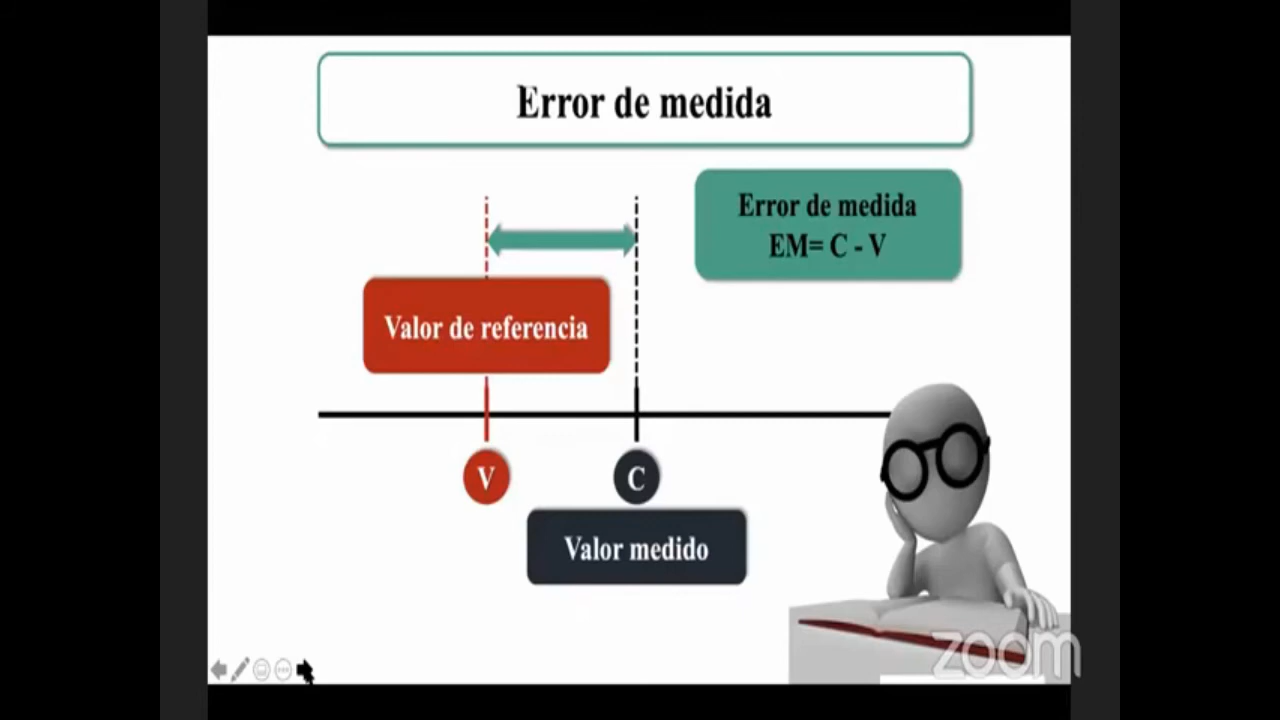 Error de medida
Error de medida
EM= C - V
Valor de referencia
V
C
Valor medido
zoom